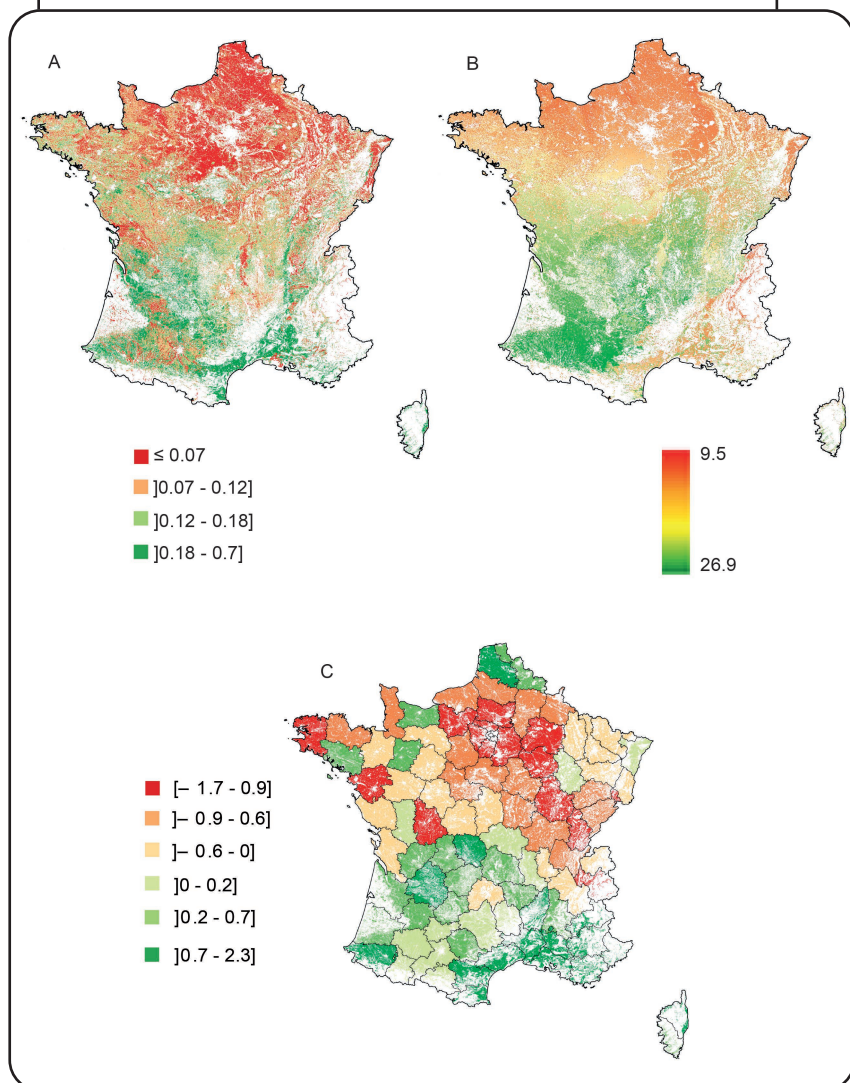 A
B
≤ 0.07
]0.07 - 0.12]
]0.12 - 0.18]
]0.18 - 0.7]
9.5
26.9
C
[– 1.7 - 0.9]
]– 0.9 - 0.6]
]– 0.6 - 0]
]0 - 0.2]
]0.2 - 0.7]
]0.7 - 2.3]